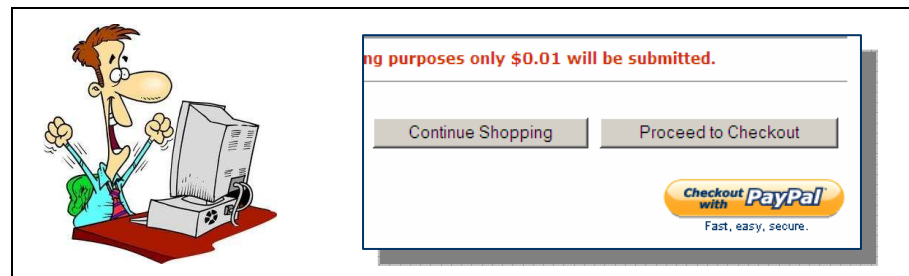 ng purposes only $0.01 will be submitted.
Continue Shopping
Proceed to Checkout
Checkout with PayPal
Fast, easy, secure.